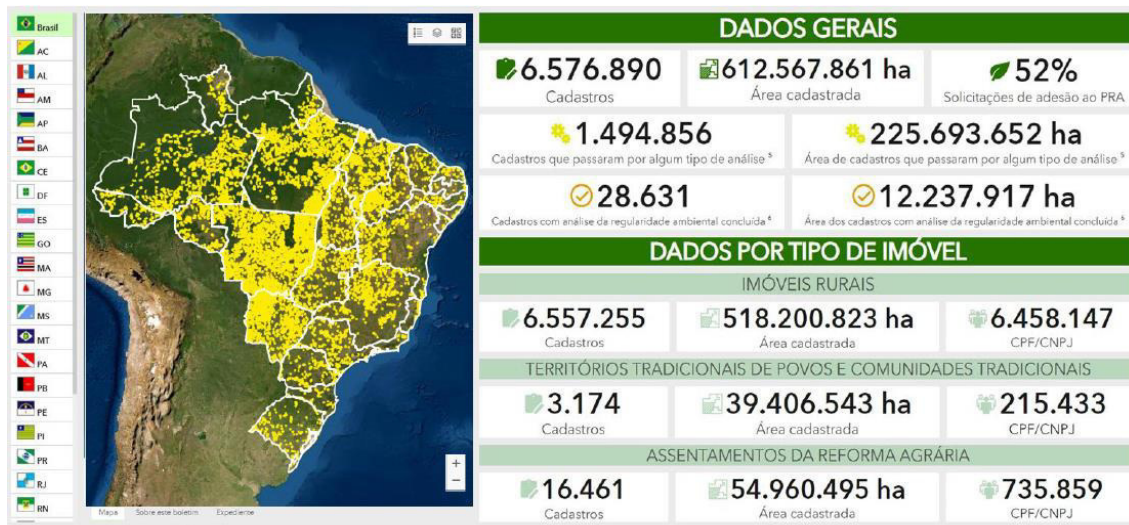 Brasil
AC
AL
AM
AP
BA
CE
DF
ES
GO
MA
MG
MS
MT
PA
PB
PE
PI
PR
RJ
RN
+
−
Mapa Sobre este boletim Expediente
DADOS GERAIS
6.576.890 612.567.861 ha 52%
Cadastros Área cadastrada Solicitações de adesão ao PRA
1.494.856 225.693.652 ha
Cadastros que passaram por algum tipo de análise ⁵ Área de cadastros que passaram por algum tipo de análise ⁵
28.631 12.237.917 ha
Cadastros com análise da regularidade ambiental concluída ⁶ Área dos cadastros com análise da regularidade ambiental concluída ⁶
DADOS POR TIPO DE IMÓVEL
IMÓVEIS RURAIS
6.557.255 518.200.823 ha 6.458.147
Cadastros Área cadastrada CPF/CNPJ
TERRITÓRIOS TRADICIONAIS DE POVOS E COMUNIDADES TRADICIONAIS
3.174 39.406.543 ha 215.433
Cadastros Área cadastrada CPF/CNPJ
ASSENTAMENTOS DA REFORMA AGRÁRIA
16.461 54.960.495 ha 735.859
Cadastros Área cadastrada CPF/CNPJ